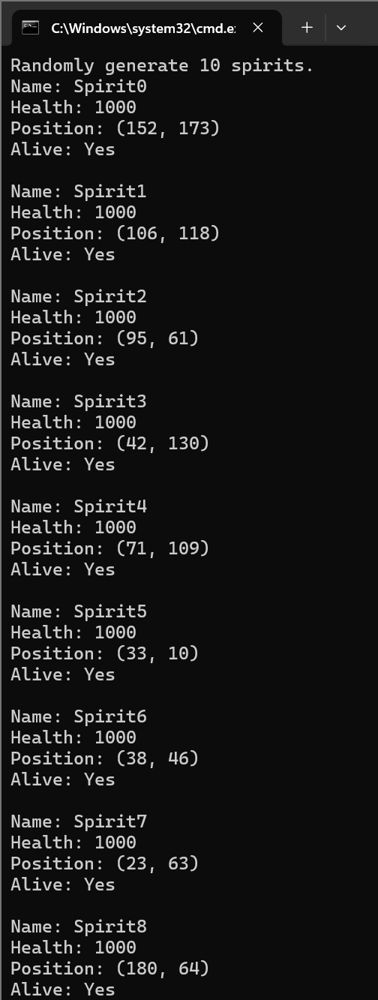 C:\Windows\system32\cmd.e
Randomly generate 10 spirits.
Name: Spirit0
Health: 1000
Position: (152, 173)
Alive: Yes
Name: Spirit1
Health: 1000
Position: (106, 118)
Alive: Yes
Name: Spirit2
Health: 1000
Position: (95, 61)
Alive: Yes
Name: Spirit3
Health: 1000
Position: (42, 130)
Alive: Yes
Name: Spirit4
Health: 1000
Position: (71, 109)
Alive: Yes
Name: Spirit5
Health: 1000
Position: (33, 10)
Alive: Yes
Name: Spirit6
Health: 1000
Position: (38, 46)
Alive: Yes
Name: Spirit7
Health: 1000
Position: (23, 63)
Alive: Yes
Name: Spirit8
Health: 1000
Position: (180, 64)
Alive: Yes